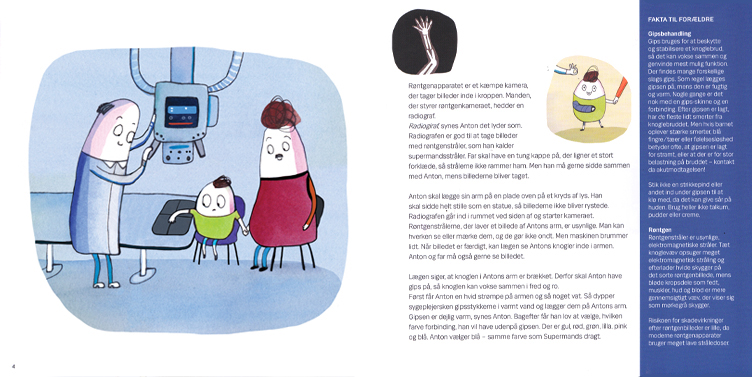 Røntgenapparatet er et kæmpe kamera,
der tager billeder inde i kroppen. Manden,
der styrer røntgenkameraet, hedder en
radiograf.
Radiograf, synes Anton det lyder som.
Radiografen er god til at tage billeder
med røntgenstråler, som han kalder
supermandsstråler. Far skal have en tung kappe på, der ligner et stort
forklæde, så strålerne ikke rammer ham. Men han må gerne sidde sammen
med Anton, mens billederne bliver taget.
Anton skal lægge sin arm på en plade oven på et kryds af lys. Han
skal sidde helt stille som en statue, så billederne ikke bliver rystede.
Radiografen går ind i rummet ved siden af og starter kameraet.
Røntgenstrålerne, der laver et billede af Antons arm, er usynlige. Man kan
hverken se eller mærke dem, og de gør ikke ondt. Men maskinen brummer
lidt. Når billedet er færdigt, kan lægen se Antons knogler inde i armen.
Anton og far må også gerne se billedet.
Lægen siger, at knoglen i Antons arm er brækket. Derfor skal Anton have
gips på, så knoglen kan vokse sammen i fred og ro.
Først får Anton en hvid strømpe på armen og så noget vat. Så dypper
sygeplejersken gipsstykkerne i varmt vand og lægger dem på Antons arm.
Gipsen er dejlig varm, synes Anton. Bagefter får han lov at vælge, hvilken
farve forbinding, han vil have udenpå gipsen. Der er gul, rød, grøn, lilla, pink
og blå. Anton vælger blå – samme farve som Supermands dragt.
FAKTA TIL FORÆLDRE
Gipsbehandling
Gips bruges for at beskytte
og stabilisere et knoglebrud,
så det kan vokse sammen og
genvinde mest mulig funktion.
Der findes mange forskellige
slags gips. Som regel lægges
gipsen på, mens den er fugtig
og varm. Nogle gange er det
nok med en gips-skinne og en
forbinding. Efter gipsen er lagt,
har de fleste lidt smerter fra
knoglebruddet. Men hvis barnet
oplever stærke smerter, blå
fingre/tæer eller følelsesløshed
betyder ofte, at gipsen er lagt
for stramt, eller at der er for stor
belastning på bruddet – kontakt
da skadestuen/akutmodtagelsen!
Stik ikke en strikkepind eller
andet ind under gipsen til at
klø med, da det kan give sår på
huden. Brug heller ikke talkum,
pudder eller creme.
Røntgen
Røntgenstråler er usynlige,
elektromagnetiske stråler. Tæt
knoglevæv opsuger meget
elektromagnetisk stråling og
efterlader hvide skygger på
det sorte røntgenbillede, mens
bløde kropsdele som fedt,
muskler, hud og blod er mere
gennemsigtigt væv, der viser sig
som mørkegrå skygger.
Risikoen for skadevirkninger
efter røntgenbilleder er lille, da
moderne røntgenapparater
bruger meget lave stråledoser.
4